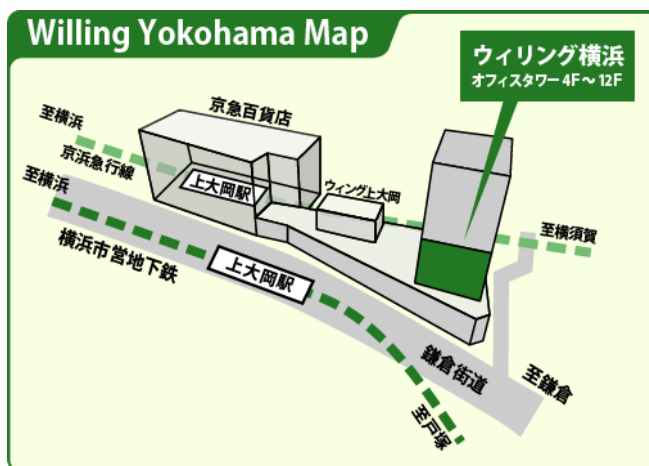 Willing Yokohama Map
ウィリング横浜
オフィスタワー4F～12F
京急百貨店
至横浜
京浜急行線
上大岡駅
ウィング上大岡
至横須賀
至横浜
横浜市営地下鉄
上大岡駅
鎌倉街道
至鎌倉
至戸塚